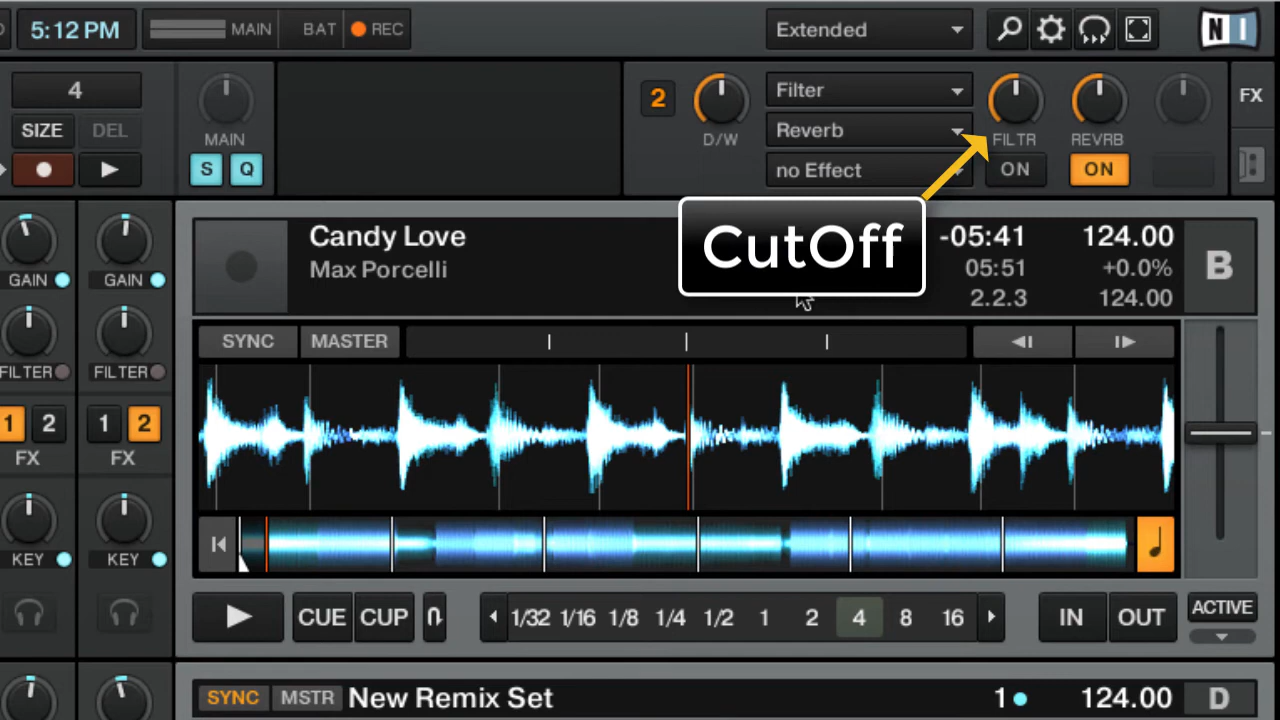 5:12 PM
MAIN
BAT
REC
Extended
NI
4
SIZE
DEL
MAIN
S
Q
2
D/W
Filter
Reverb
no Effect
FILTR
REVRB
ON
ON
FX
CutOff
GAIN
GAIN
FILTER
FILTER
1
2
1
2
FX
FX
KEY
KEY
Candy Love
Max Porcelli
-05:41
05:51
2.2.3
124.00
+0.0%
124.00
B
SYNC
MASTER
CUE
CUP
1/32 1/16 1/8 1/4 1/2 1 2 4 8 16
IN
OUT
ACTIVE
SYNC
MSTR
New Remix Set
1
124.00
D